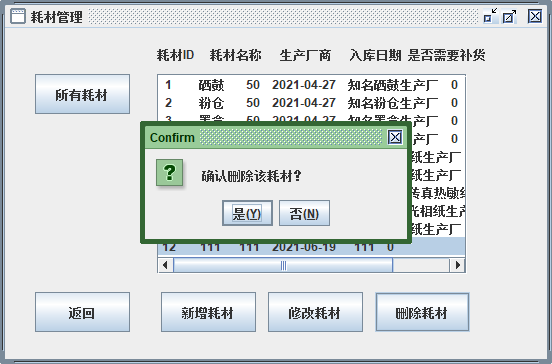 耗材管理
耗材ID 耗材名称 生产厂商 入库日期 是否需要补货
所有耗材
1 硒鼓 50 2021-04-27 知名硒鼓生产厂 0
2 粉仓 50 2021-04-27 知名粉仓生产厂 0
3 墨盒 50 2021-04-27 知名墨盒生产厂 0
生产厂 0
Confirm
纸生产厂
?
确认删除该耗材?
纸生产厂
传真热敏纸
是(Y) 否(N)
光相纸生产
纸生产厂
12 111 111 2021-06-19 111 0
返回 新增耗材 修改耗材 删除耗材